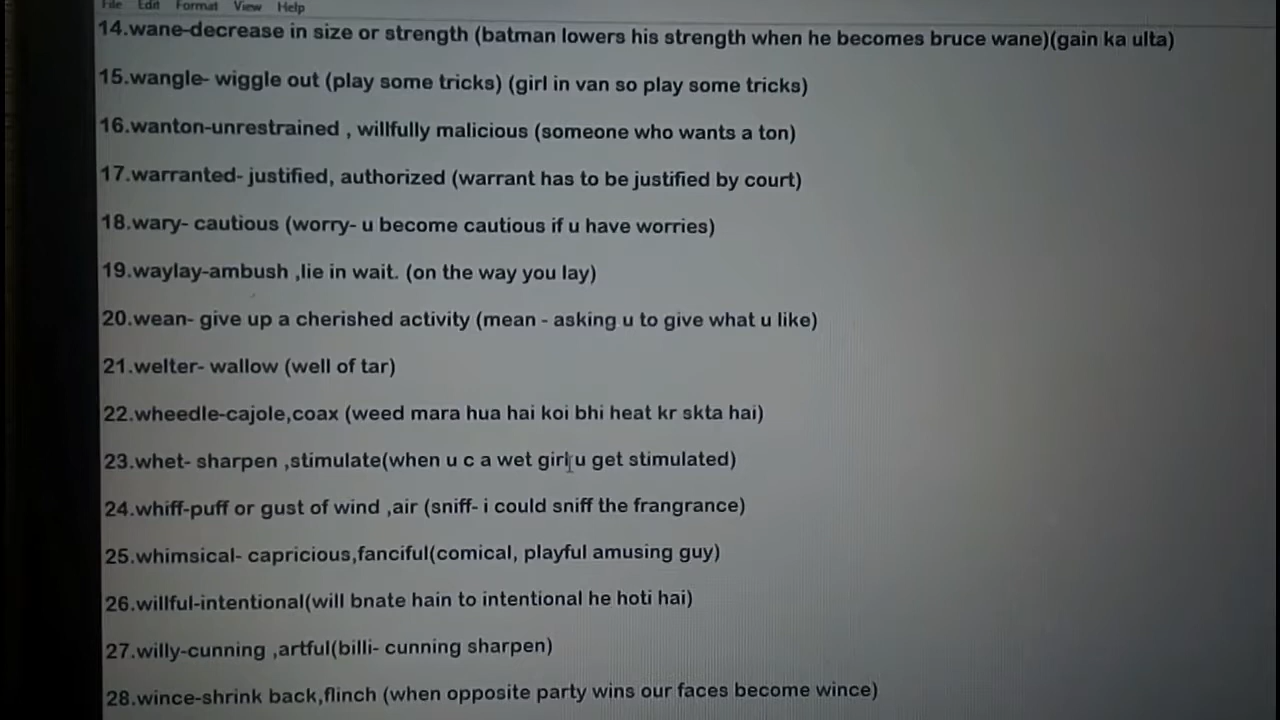 File Edit Format View Help
14.wane-decrease in size or strength (batman lowers his strength when he becomes bruce wane)(gain ka ulta)
15.wangle- wiggle out (play some tricks) (girl in van so play some tricks)
16.wanton-unrestrained , willfully malicious (someone who wants a ton)
17.warranted- justified, authorized (warrant has to be justified by court)
18.wary- cautious (worry- u become cautious if u have worries)
19.waylay-ambush ,lie in wait. (on the way you lay)
20.wean- give up a cherished activity (mean - asking u to give what u like)
21.welter- wallow (well of tar)
22.wheedle-cajole,coax (weed mara hua hai koi bhi heat kr skta hai)
23.whet- sharpen ,stimulate(when u c a wet girl u get stimulated)
24.whiff-puff or gust of wind ,air (sniff- i could sniff the frangrance)
25.whimsical- capricious,fanciful(comical, playful amusing guy)
26.willful-intentional(will bnate hain to intentional he hoti hai)
27.willy-cunning ,artful(billi- cunning sharpen)
28.wince-shrink back,flinch (when opposite party wins our faces become wince)